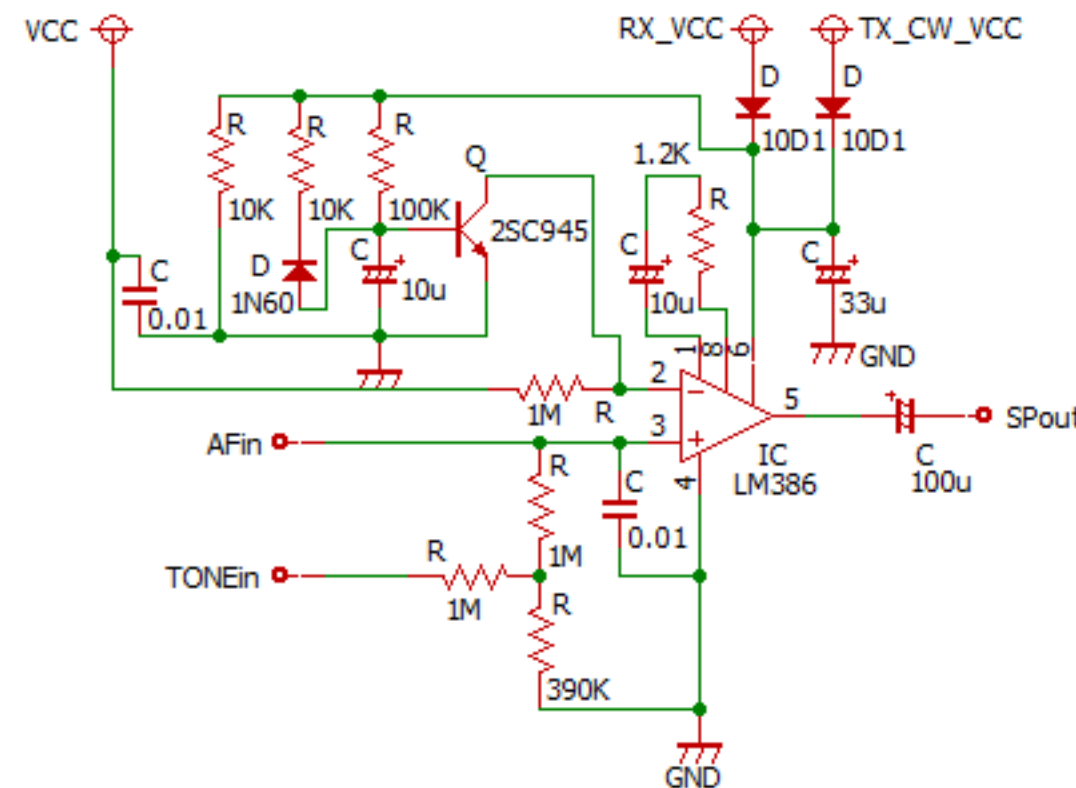 VCC
RX_VCC
TX_CW_VCC
D
D
10D1
10D1
R
R
R
Q
1.2K
R
10K
10K
100K
2SC945
C
D
C
C
C
1N60
10u
10u
33u
0.01
1
8
6
GND
2
1M
R
5
SPout
AFin
3
IC
LM386
C
100u
R
C
4
0.01
1M
TONEin
R
1M
R
390K
GND